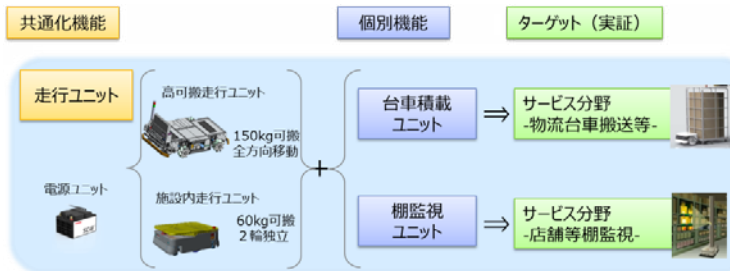 共通化機能
個別機能
ターゲット（実証）
走行ユニット
高可搬走行ユニット
150kg可搬
全方向移動
電源ユニット
施設内走行ユニット
60kg可搬
２輪独立
+
台車積載
ユニット
⇒
サービス分野
-物流台車搬送等-
棚監視
ユニット
⇒
サービス分野
-店舗等棚監視-